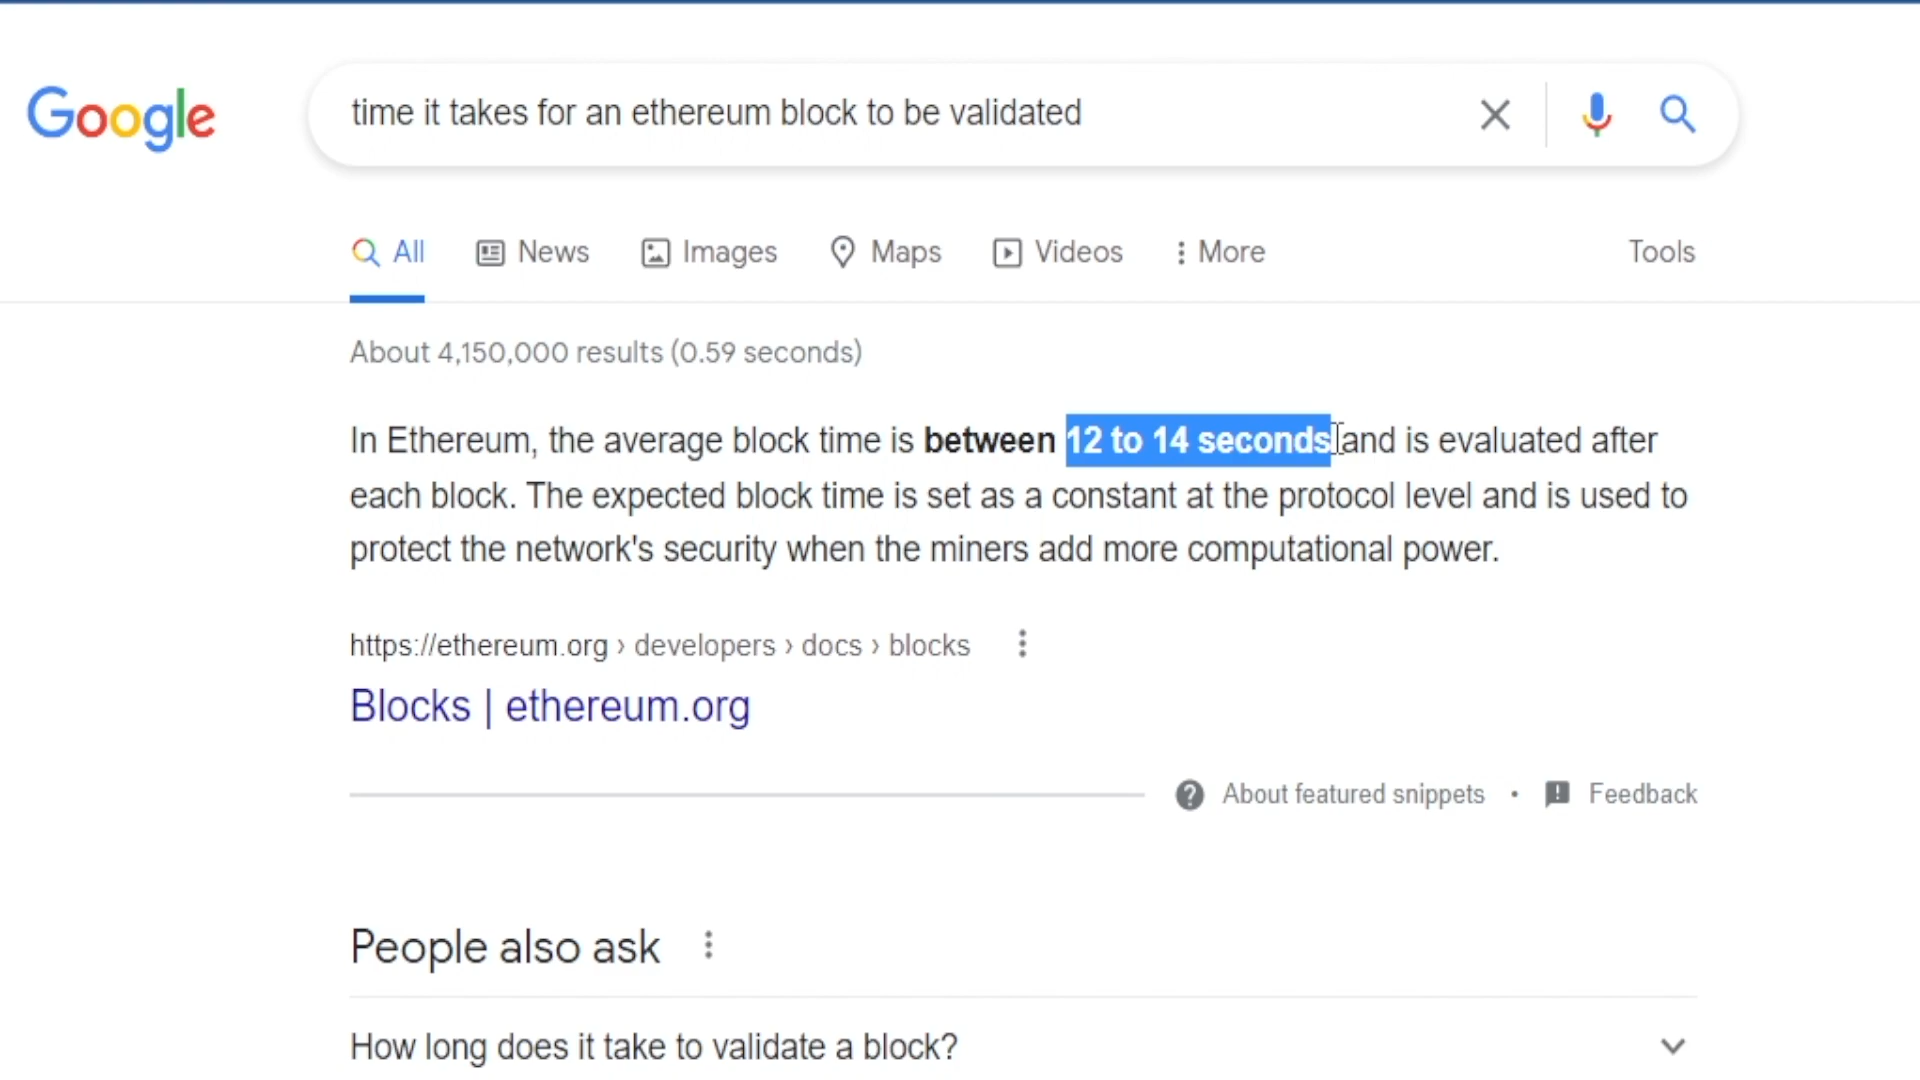 Google
time it takes for an ethereum block to be validated
All News Images Maps Videos More Tools
About 4,150,000 results (0.59 seconds)
In Ethereum, the average block time is between 12 to 14 seconds and is evaluated after
each block. The expected block time is set as a constant at the protocol level and is used to
protect the network's security when the miners add more computational power.
https://ethereum.org › developers › docs › blocks
Blocks | ethereum.org
About featured snippets • Feedback
People also ask
How long does it take to validate a block?